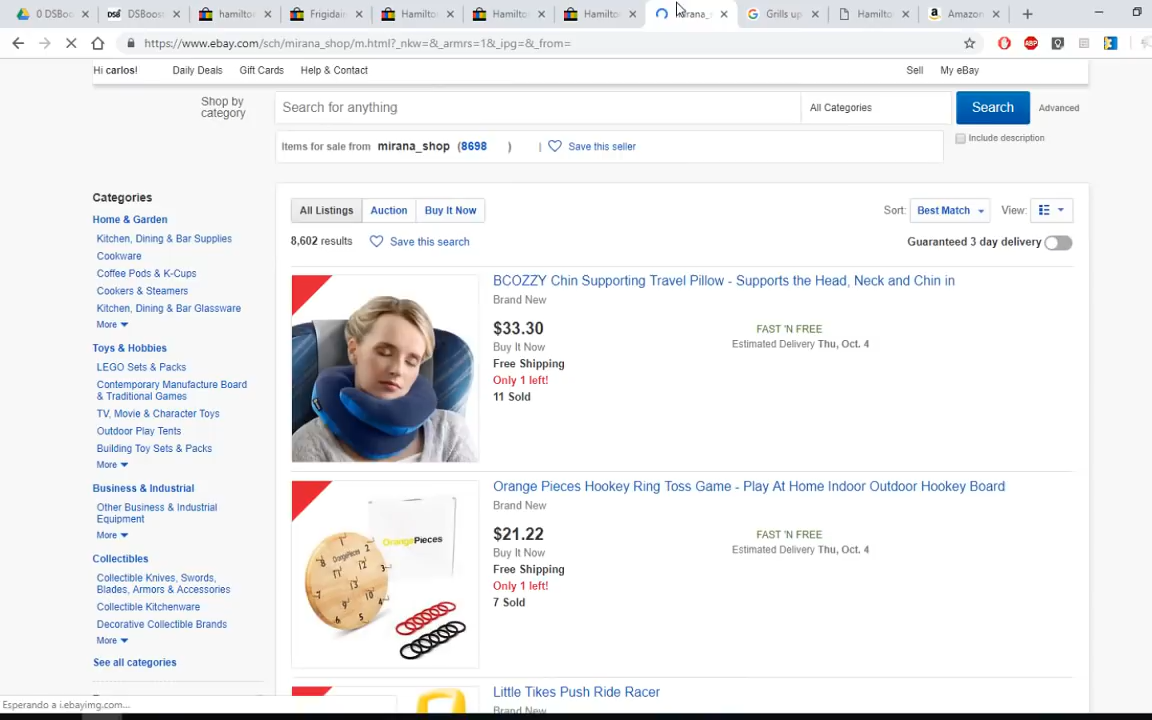 DSBoo
DSBoost
hamilton
Frigidair
Hamilto
Hamilto
Hamilto
mirana_s
Grills up
Hamilto
Amazon
https://www.ebay.com/sch/mirana_shop/m.html?_nkw=&_armrs=1&_ipg=&_from=
Hi carlos! Daily Deals Gift Cards Help & Contact Sell My eBay
Shop by
category
Search for anything All Categories Search Advanced
Include description
Items for sale from mirana_shop (8698 ) | Save this seller
Categories
Home & Garden
Kitchen, Dining & Bar Supplies
Cookware
Coffee Pods & K-Cups
Cookers & Steamers
Kitchen, Dining & Bar Glassware
More
Toys & Hobbies
LEGO Sets & Packs
Contemporary Manufacture Board
& Traditional Games
TV, Movie & Character Toys
Outdoor Play Tents
Building Toy Sets & Packs
More
Business & Industrial
Other Business & Industrial
Equipment
More
Collectibles
Collectible Knives, Swords,
Blades, Armors & Accessories
Collectible Kitchenware
Decorative Collectible Brands
More
See all categories
All Listings Auction Buy It Now Sort: Best Match View:
8,602 results Save this search Guaranteed 3 day delivery
BCOZZY Chin Supporting Travel Pillow - Supports the Head, Neck and Chin in
Brand New
$33.30 FAST 'N FREE
Buy It Now Estimated Delivery Thu, Oct. 4
Free Shipping
Only 1 left!
11 Sold
Orange Pieces Hookey Ring Toss Game - Play At Home Indoor Outdoor Hookey Board
Brand New
$21.22 FAST 'N FREE
Buy It Now Estimated Delivery Thu, Oct. 4
Free Shipping
Only 1 left!
7 Sold
OrangePieces
Little Tikes Push Ride Racer
Brand New
Esperando a i.ebayimg.com...